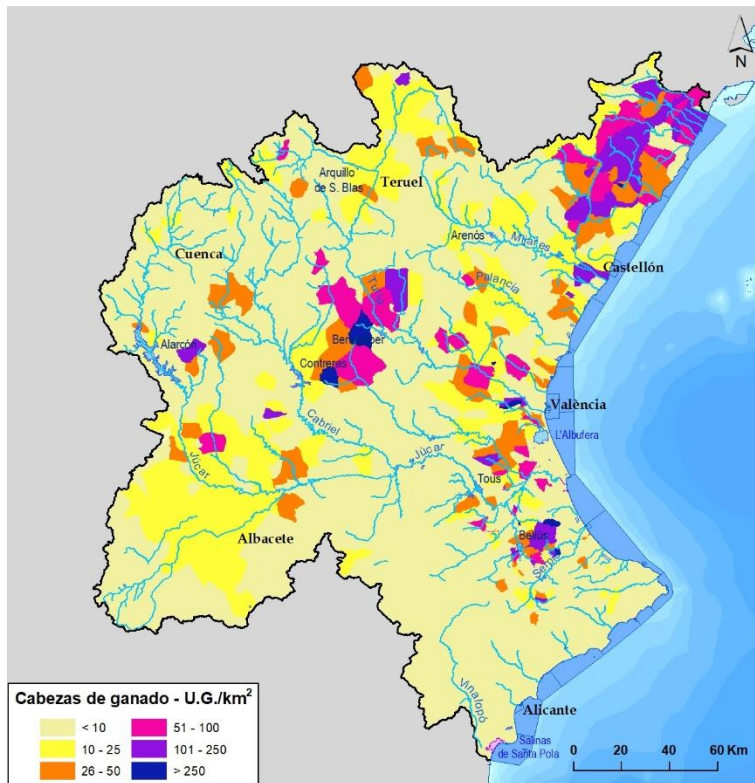 N
Arquillo
de S. Blas
Teruel
Arenós
Mijares
Cuenca
Castellón
Palancia
Turia
Alarcón
Contreras
València
Cabriel
L'Albufera
Júcar
Júcar
Tous
Albacete
Bellus
Serpis
Vinalopó
Alicante
Salinas
de Santa Pola
Cabezas de ganado - U.G./km²
< 10
51 - 100
10 - 25
101 - 250
26 - 50
> 250
0 20 40 60 Km